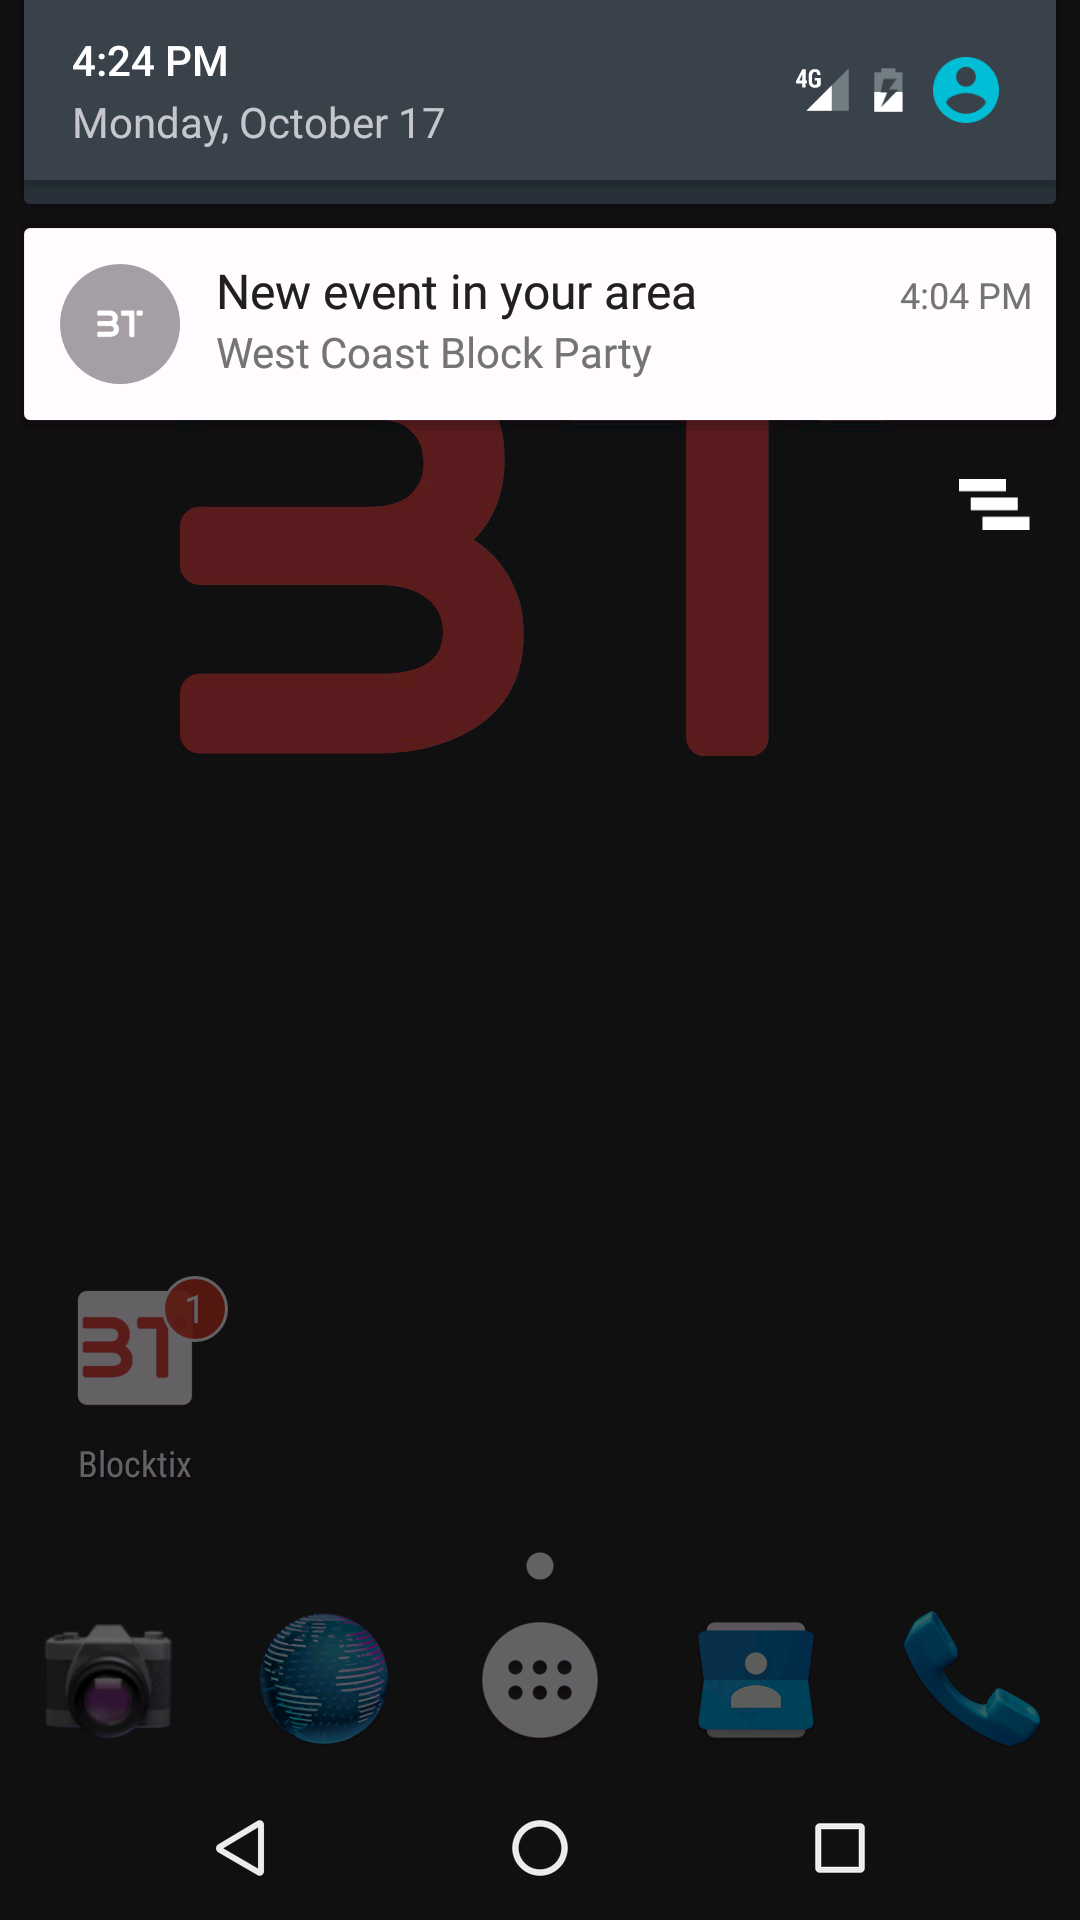 4:24 PM
Monday, October 17
4G
BT
New event in your area
4:04 PM
West Coast Block Party
BT
BT
1
Blocktix